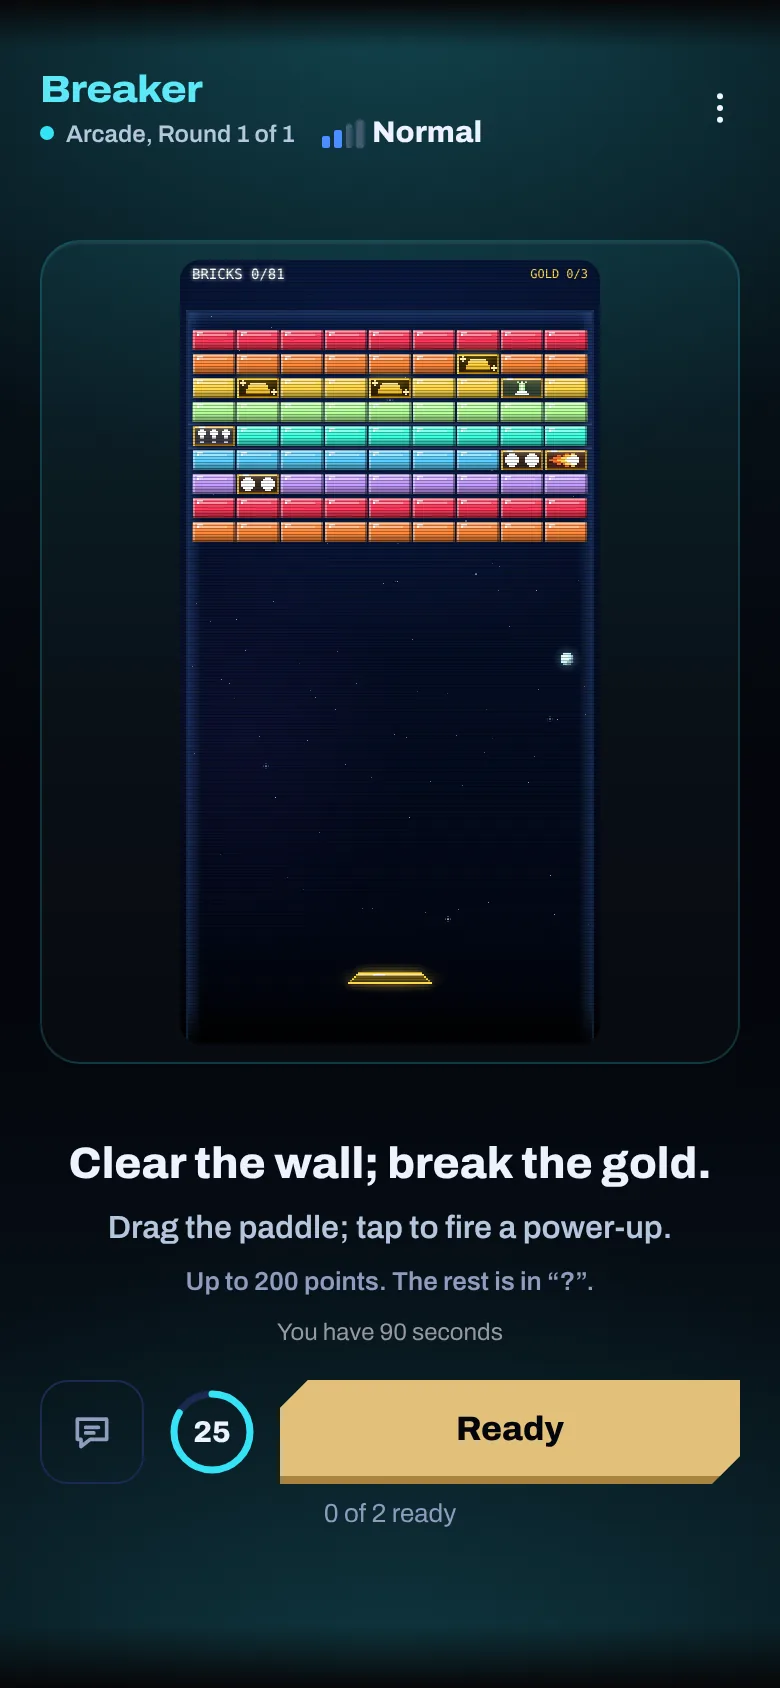 Breaker
Arcade, Round 1 of 1
Normal
BRICKS 0/81
GOLD 0/3
Clear the wall; break the gold.
Drag the paddle; tap to fire a power-up.
Up to 200 points. The rest is in “?”.
You have 90 seconds
25
Ready
0 of 2 ready